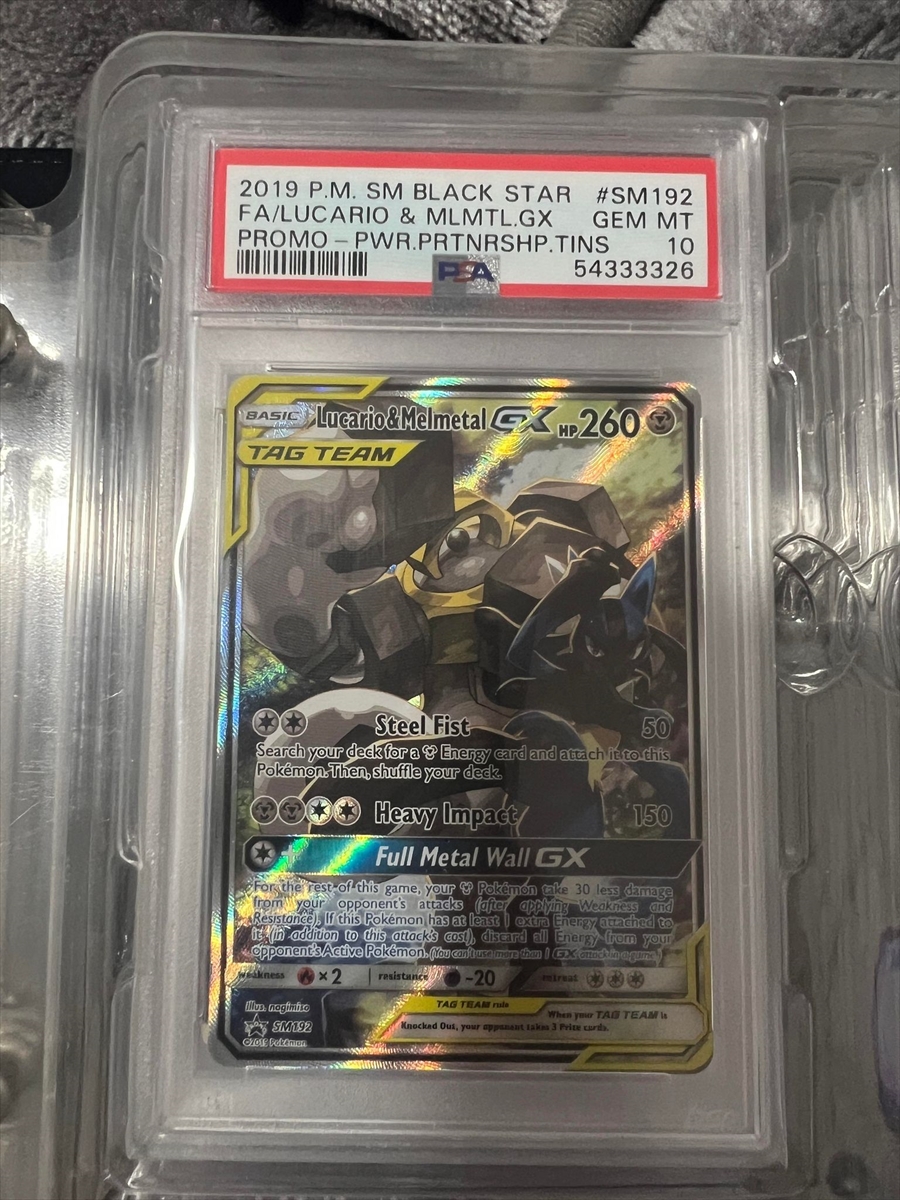 2019 P.M. SM BLACK STAR #SM192
FA/LUCARIO & MLMTL.GX GEM MT
PROMO - PWR.PRTNRSHP.TINS 10
PSA 54333326
BASIC Lucario&Melmetal GX HP260
TAG TEAM
Steel Fist 50
Search your deck for a Energy card and attach it to this
Pokémon. Then, shuffle your deck.
Heavy Impact 150
+ Full Metal Wall GX
For the rest of this game, your Pokémon take 30 less damage
from your opponent's attacks (after applying Weakness and
Resistance). If this Pokémon has at least 1 extra Energy attached to
it (in addition to this attack's cost), discard all Energy from your
opponent's Active Pokémon. (You can't use more than 1 GX attack in a game.)
weakness ×2 resistance -20 retreat
Illus. nagimiso
TAG TEAM rule
When your TAG TEAM is
SM192
Knocked Out, your opponent takes 3 Prize cards.
©2019 Pokémon